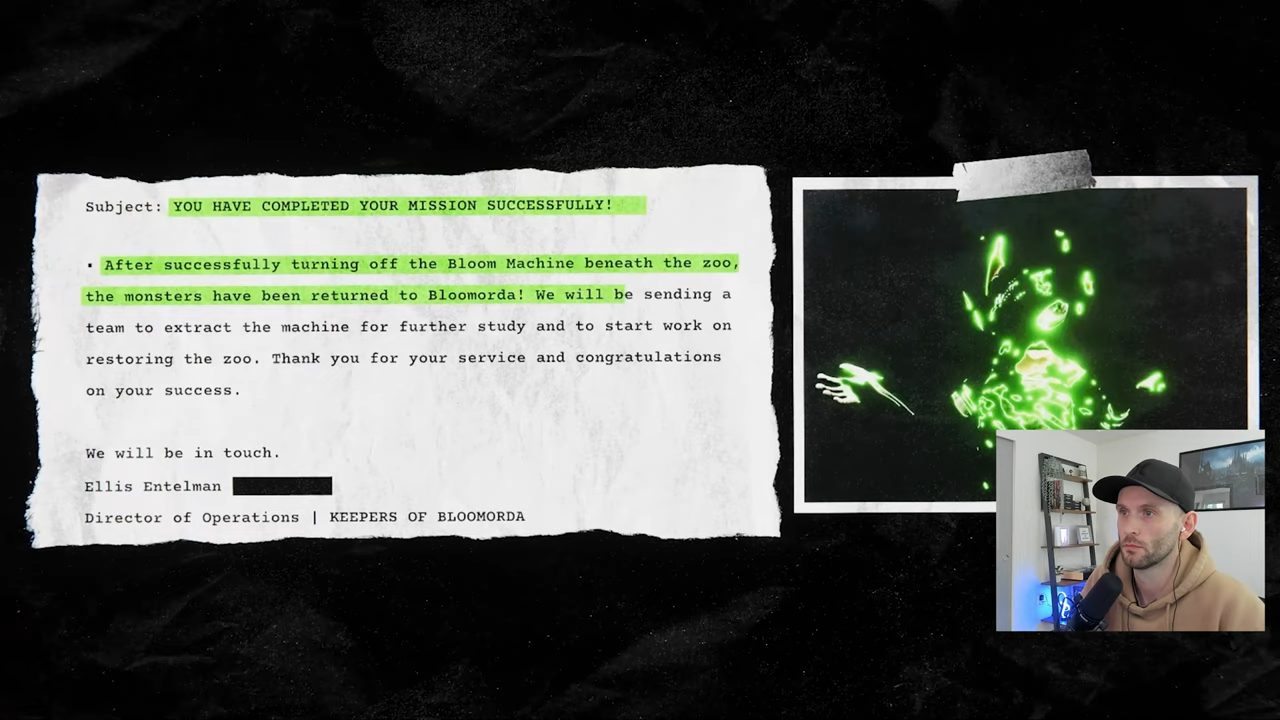 Subject: YOU HAVE COMPLETED YOUR MISSION SUCCESSFULLY!
· After successfully turning off the Bloom Machine beneath the zoo,
the monsters have been returned to Bloomorda! We will be sending a
team to extract the machine for further study and to start work on
restoring the zoo. Thank you for your service and congratulations
on your success.
We will be in touch.
Ellis Entelman
Director of Operations | KEEPERS OF BLOOMORDA